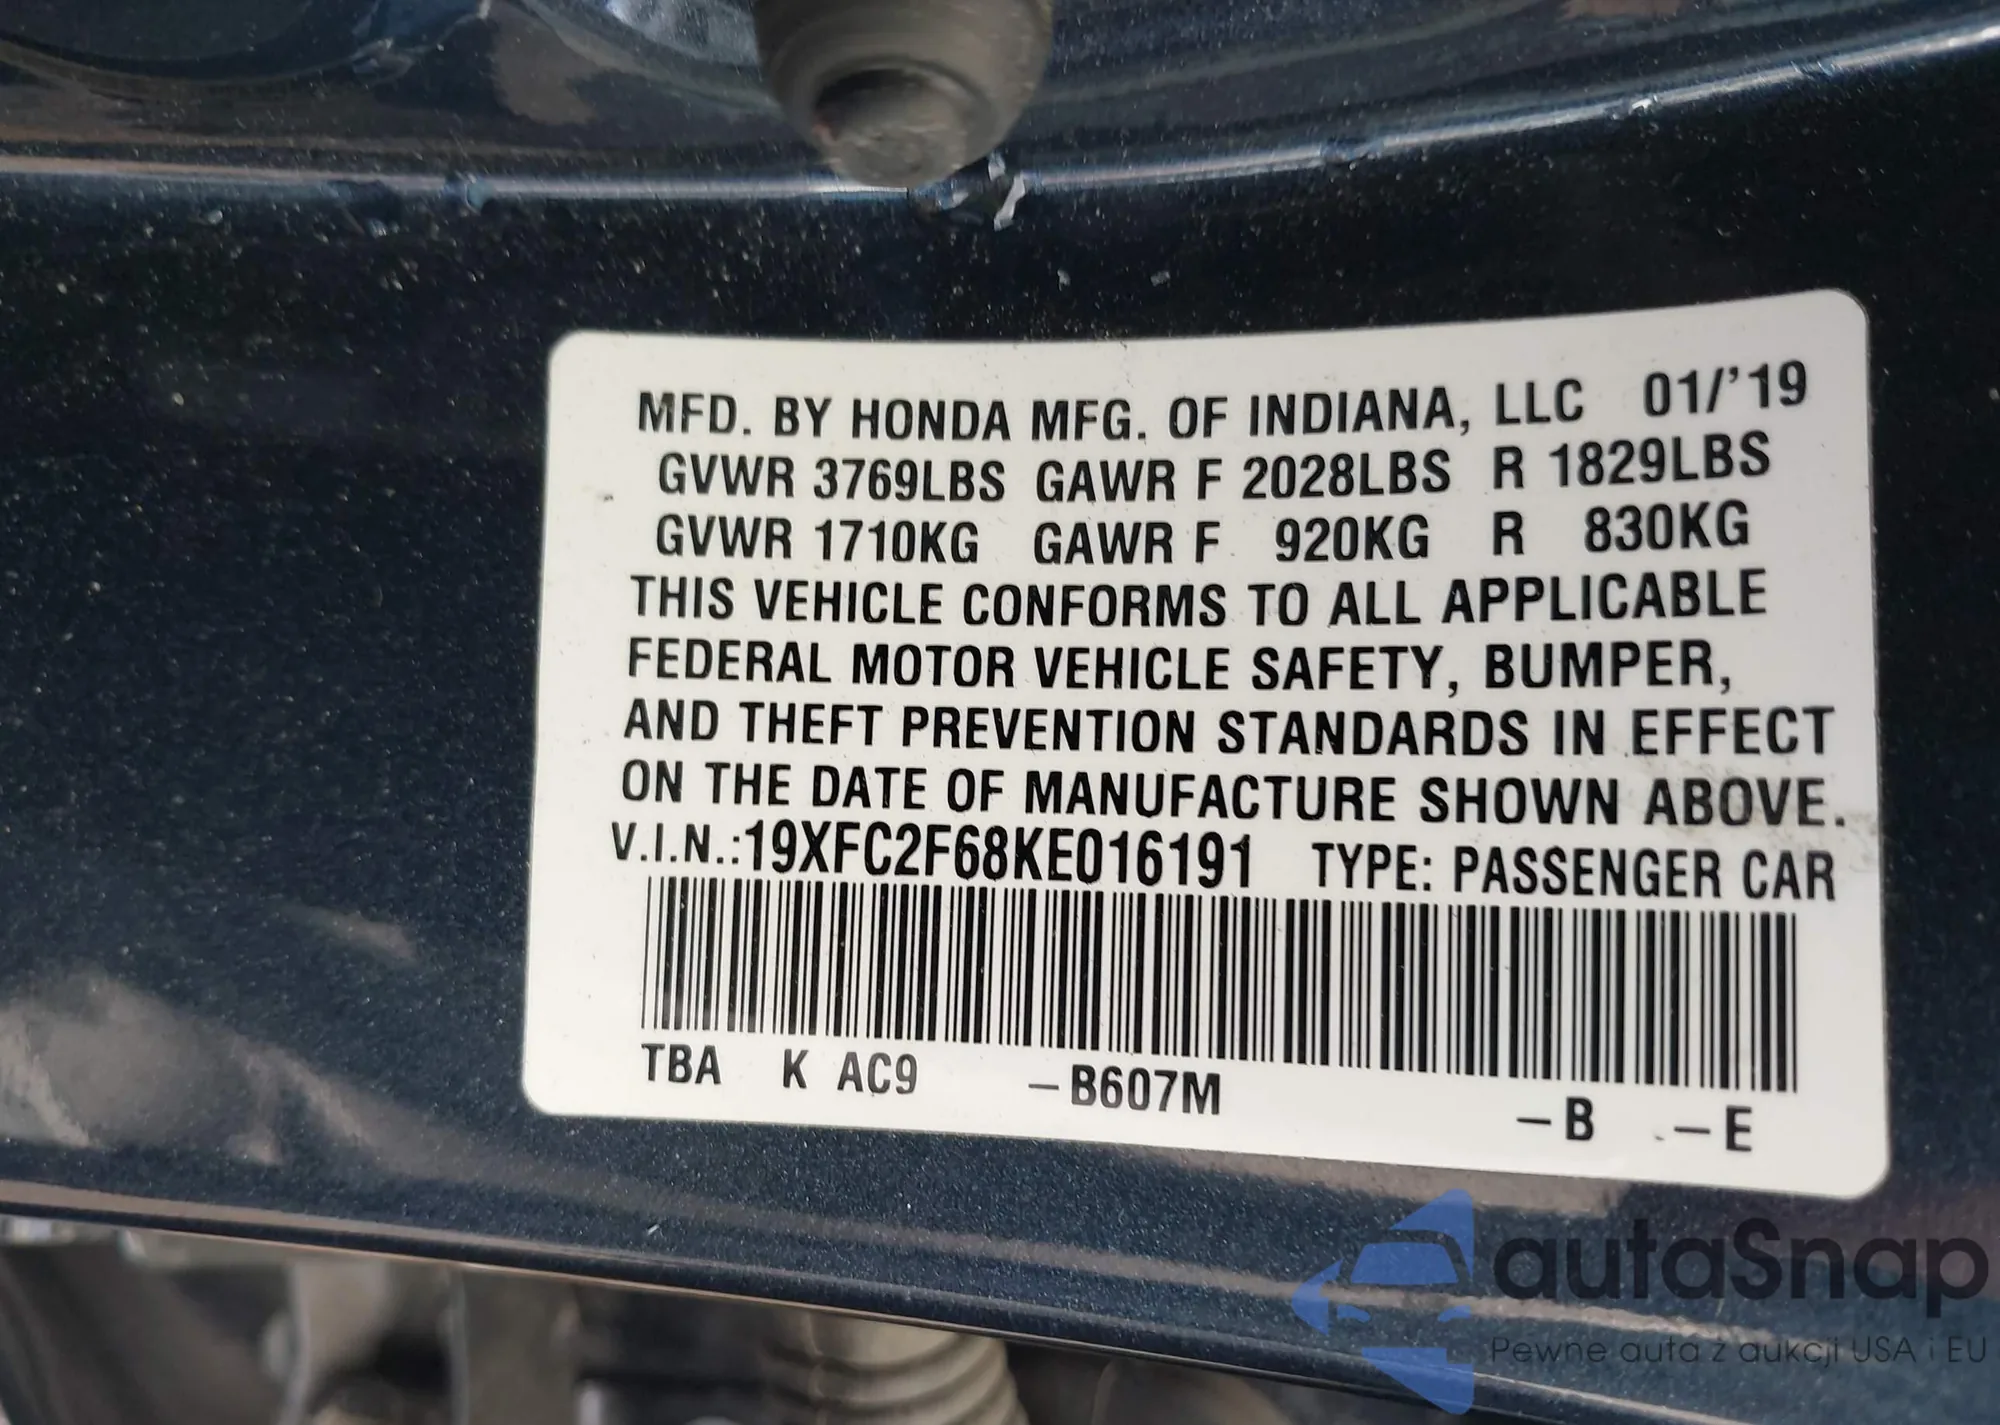 MFD. BY HONDA MFG. OF INDIANA, LLC 01/'19
GVWR 3769LBS GAWR F 2028LBS R 1829LBS
GVWR 1710KG GAWR F 920KG R 830KG
THIS VEHICLE CONFORMS TO ALL APPLICABLE
FEDERAL MOTOR VEHICLE SAFETY, BUMPER,
AND THEFT PREVENTION STANDARDS IN EFFECT
ON THE DATE OF MANUFACTURE SHOWN ABOVE.
V.I.N.:19XFC2F68KE016191 TYPE: PASSENGER CAR
TBA K AC9 –B607M –B –E
autaSnap
Pewne auta z aukcji USA i EU